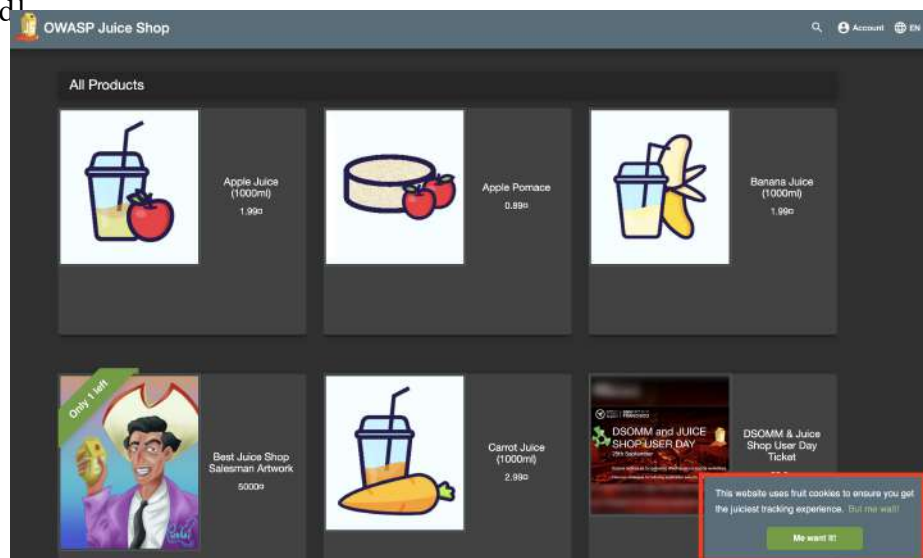 OWASP Juice Shop
Account
EN
All Products
Apple Juice
(1000ml)
1.99¤
Apple Pomace
0.89¤
Banana Juice
(1000ml)
1.99¤
Only 1 left
Best Juice Shop
Salesman Artwork
5000¤
Carrot Juice
(1000ml)
2.99¤
DSOMM and JUICE
SHOP USER DAY
DSOMM & Juice
Shop User Day
Ticket
This website uses fruit cookies to ensure you get
the juiciest tracking experience. But me wait!
Me want it!